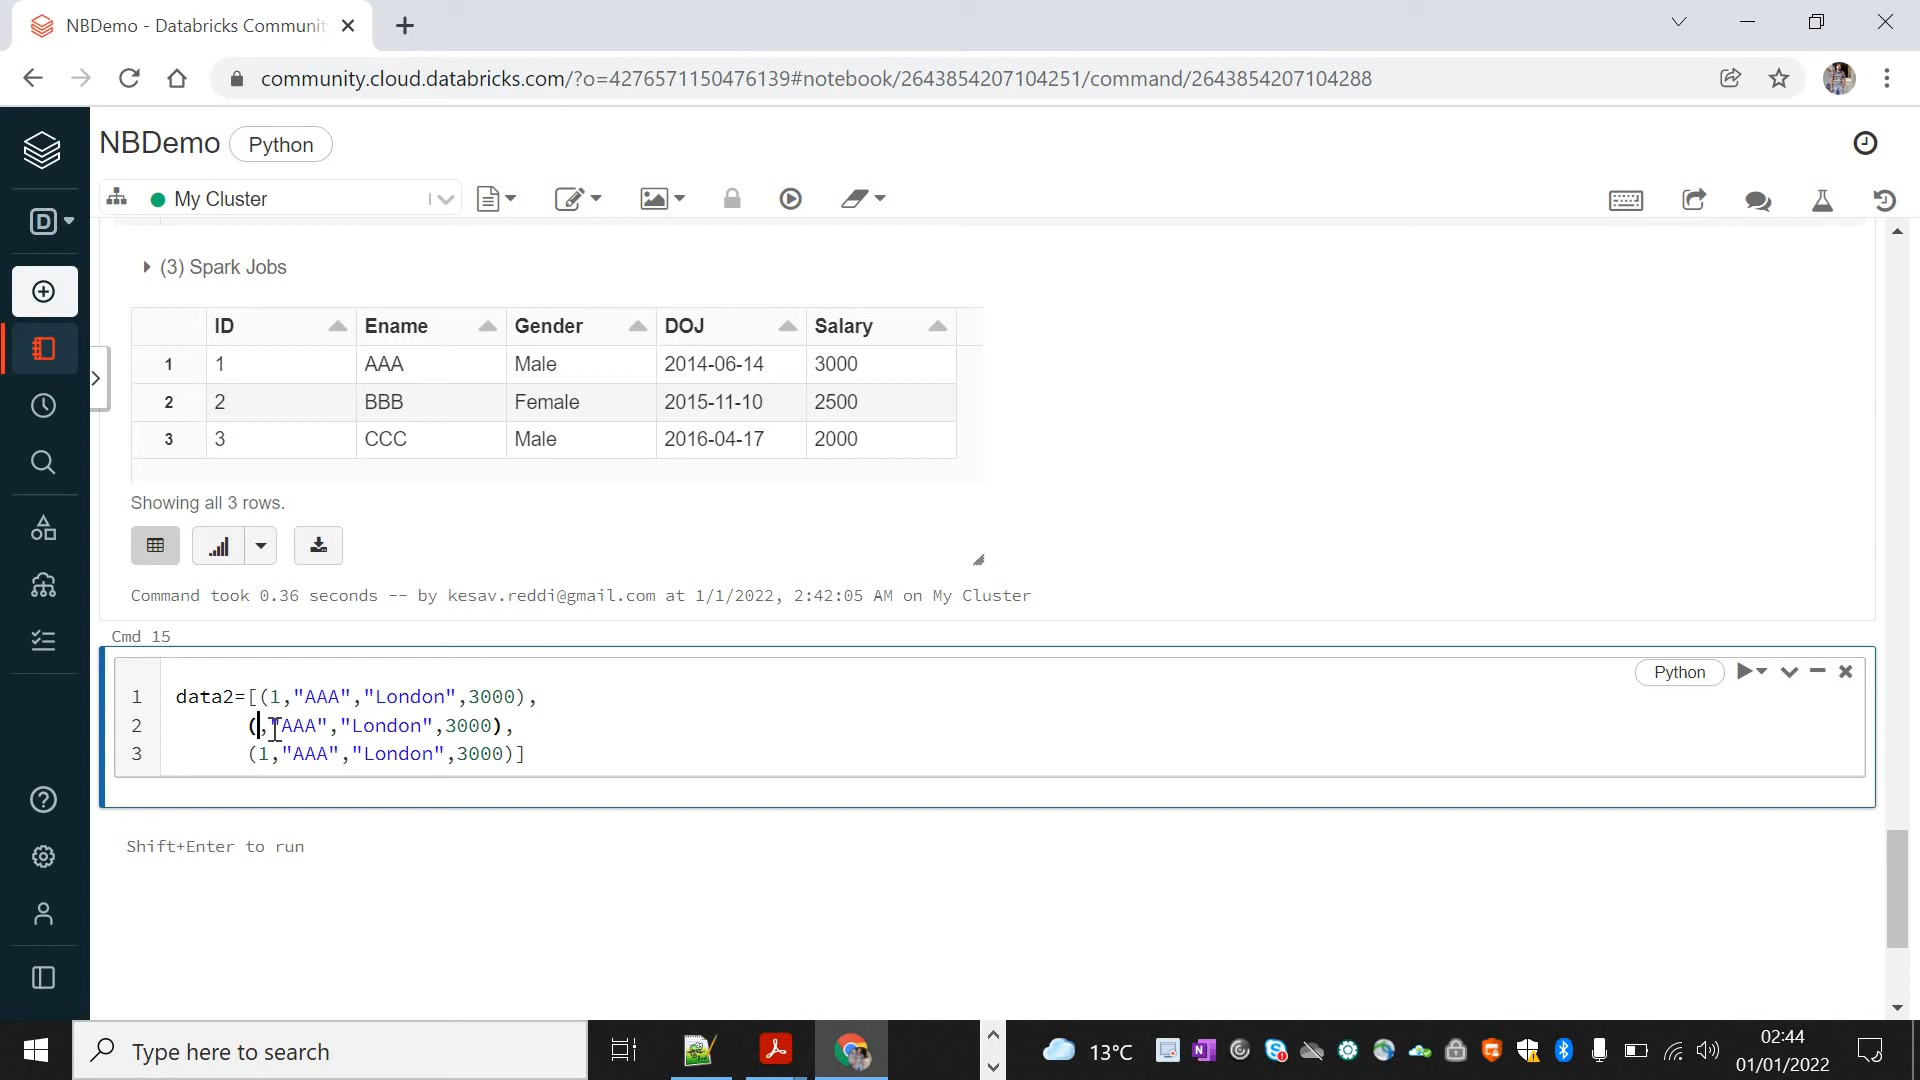 NBDemo - Databricks Communit
community.cloud.databricks.com/?o=4276571150476139#notebook/2643854207104251/command/2643854207104288
NBDemo Python
D My Cluster
(3) Spark Jobs
ID Ename Gender DOJ Salary
1 1 AAA Male 2014-06-14 3000
2 2 BBB Female 2015-11-10 2500
3 3 CCC Male 2016-04-17 2000
Showing all 3 rows.
Command took 0.36 seconds -- by kesav.reddi@gmail.com at 1/1/2022, 2:42:05 AM on My Cluster
Cmd 15
Python
1 data2=[(1,"AAA","London",3000),
2 (,"AAA","London",3000),
3 (1,"AAA","London",3000)]
Shift+Enter to run
Type here to search
13°C
02:44
01/01/2022